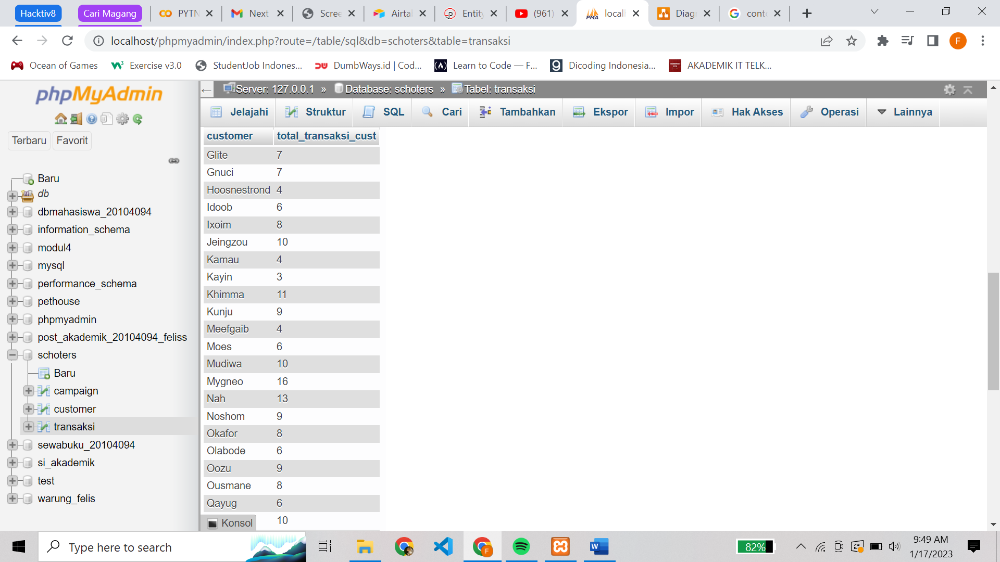 Hacktiv8
Cari Magang
PYTN
Next
Scree
Airtal
Entity
(961)
PMA
local
Diagr
conto
localhost/phpmyadmin/index.php?route=/table/sql&db=schoters&table=transaksi
F
Ocean of Games
Exercise v3.0
StudentJob Indones...
DumbWays.id | Cod...
Learn to Code — F...
Dicoding Indonesia...
AKADEMIK IT TELK...
phpMyAdmin
Terbaru
Favorit
Baru
db
dbmahasiswa_20104094
information_schema
modul4
mysql
performance_schema
pethouse
phpmyadmin
post_akademik_20104094_feliss
schoters
Baru
campaign
customer
transaksi
sewabuku_20104094
si_akademik
test
warung_felis
Server: 127.0.0.1 » Database: schoters » Tabel: transaksi
Jelajahi Struktur SQL Cari Tambahkan Ekspor Impor Hak Akses Operasi Lainnya
customer total_transaksi_cust
Glite 7
Gnuci 7
Hoosnestrond 4
Idoob 6
Ixoim 8
Jeingzou 10
Kamau 4
Kayin 3
Khimma 11
Kunju 9
Meefgaib 4
Moes 6
Mudiwa 10
Mygneo 16
Nah 13
Noshom 9
Okafor 8
Olabode 6
Oozu 9
Ousmane 8
Qayug 6
10
Konsol
Type here to search
82%
9:49 AM
1/17/2023